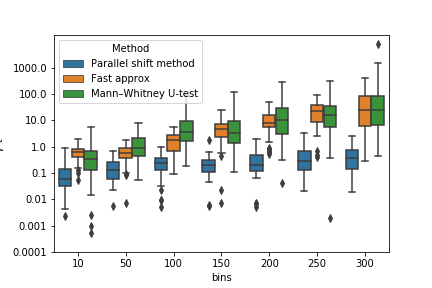 Method
Parallel shift method
Fast approx
Mann–Whitney U-test
1000.0
100.0
10.0
1.0
0.1
0.01
0.001
0.0001
10 50 100 150 200 250 300
bins